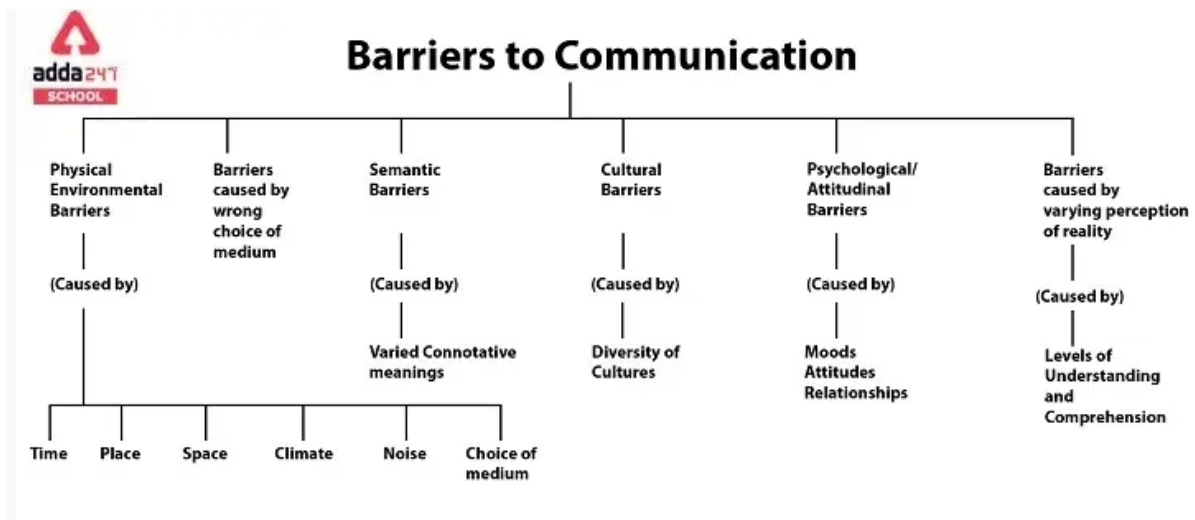 adda247
SCHOOL
Barriers to Communication
Physical
Environmental
Barriers
(Caused by)
Time
Place
Space
Climate
Noise
Choice of
medium
Barriers
caused by
wrong
choice of
medium
Semantic
Barriers
(Caused by)
Varied Connotative
meanings
Cultural
Barriers
(Caused by)
Diversity of
Cultures
Psychological/
Attitudinal
Barriers
(Caused by)
Moods
Attitudes
Relationships
Barriers
caused by
varying perception
of reality
(Caused by)
Levels of
Understanding
and
Comprehension